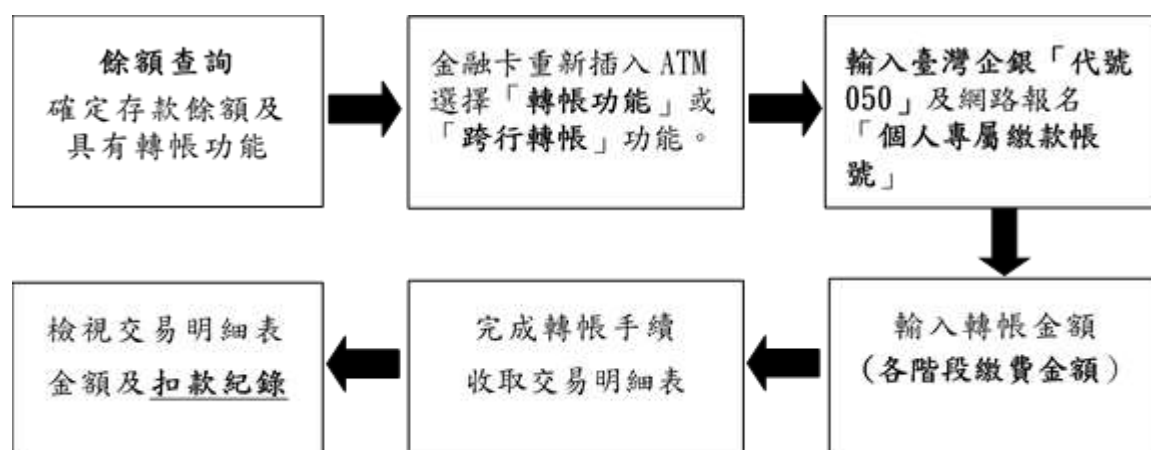 餘額查詢
確定存款餘額及
具有轉帳功能
金融卡重新插入 ATM
選擇「轉帳功能」或
「跨行轉帳」功能。
輸入臺灣企銀「代號
050」及網路報名
「個人專屬繳款帳
號」
輸入轉帳金額
(各階段繳費金額)
完成轉帳手續
收取交易明細表
檢視交易明細表
金額及扣款紀錄